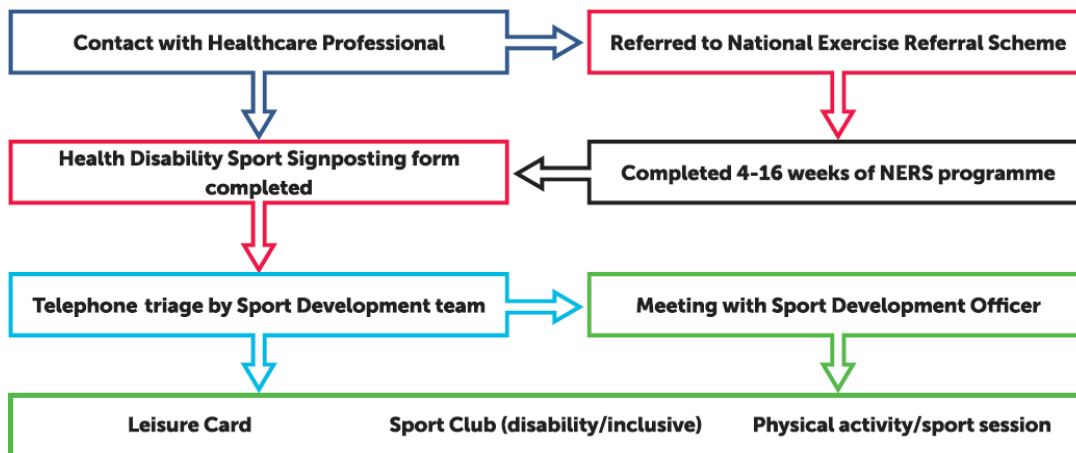 Contact with Healthcare Professional
Referred to National Exercise Referral Scheme
Health Disability Sport Signposting form
completed
Completed 4-16 weeks of NERS programme
Telephone triage by Sport Development team
Meeting with Sport Development Officer
Leisure Card
Sport Club (disability/inclusive)
Physical activity/sport session